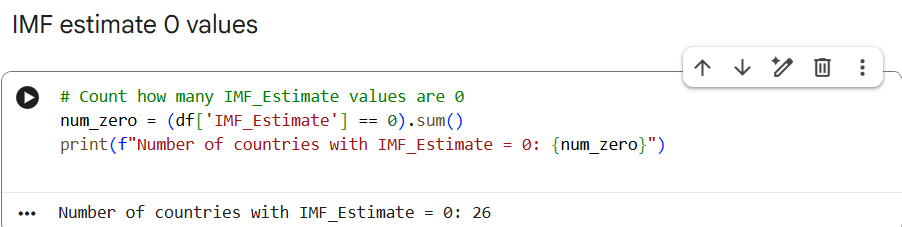 IMF estimate 0 values
# Count how many IMF_Estimate values are 0
num_zero = (df['IMF_Estimate'] == 0).sum()
print(f"Number of countries with IMF_Estimate = 0: {num_zero}")
Number of countries with IMF_Estimate = 0: 26